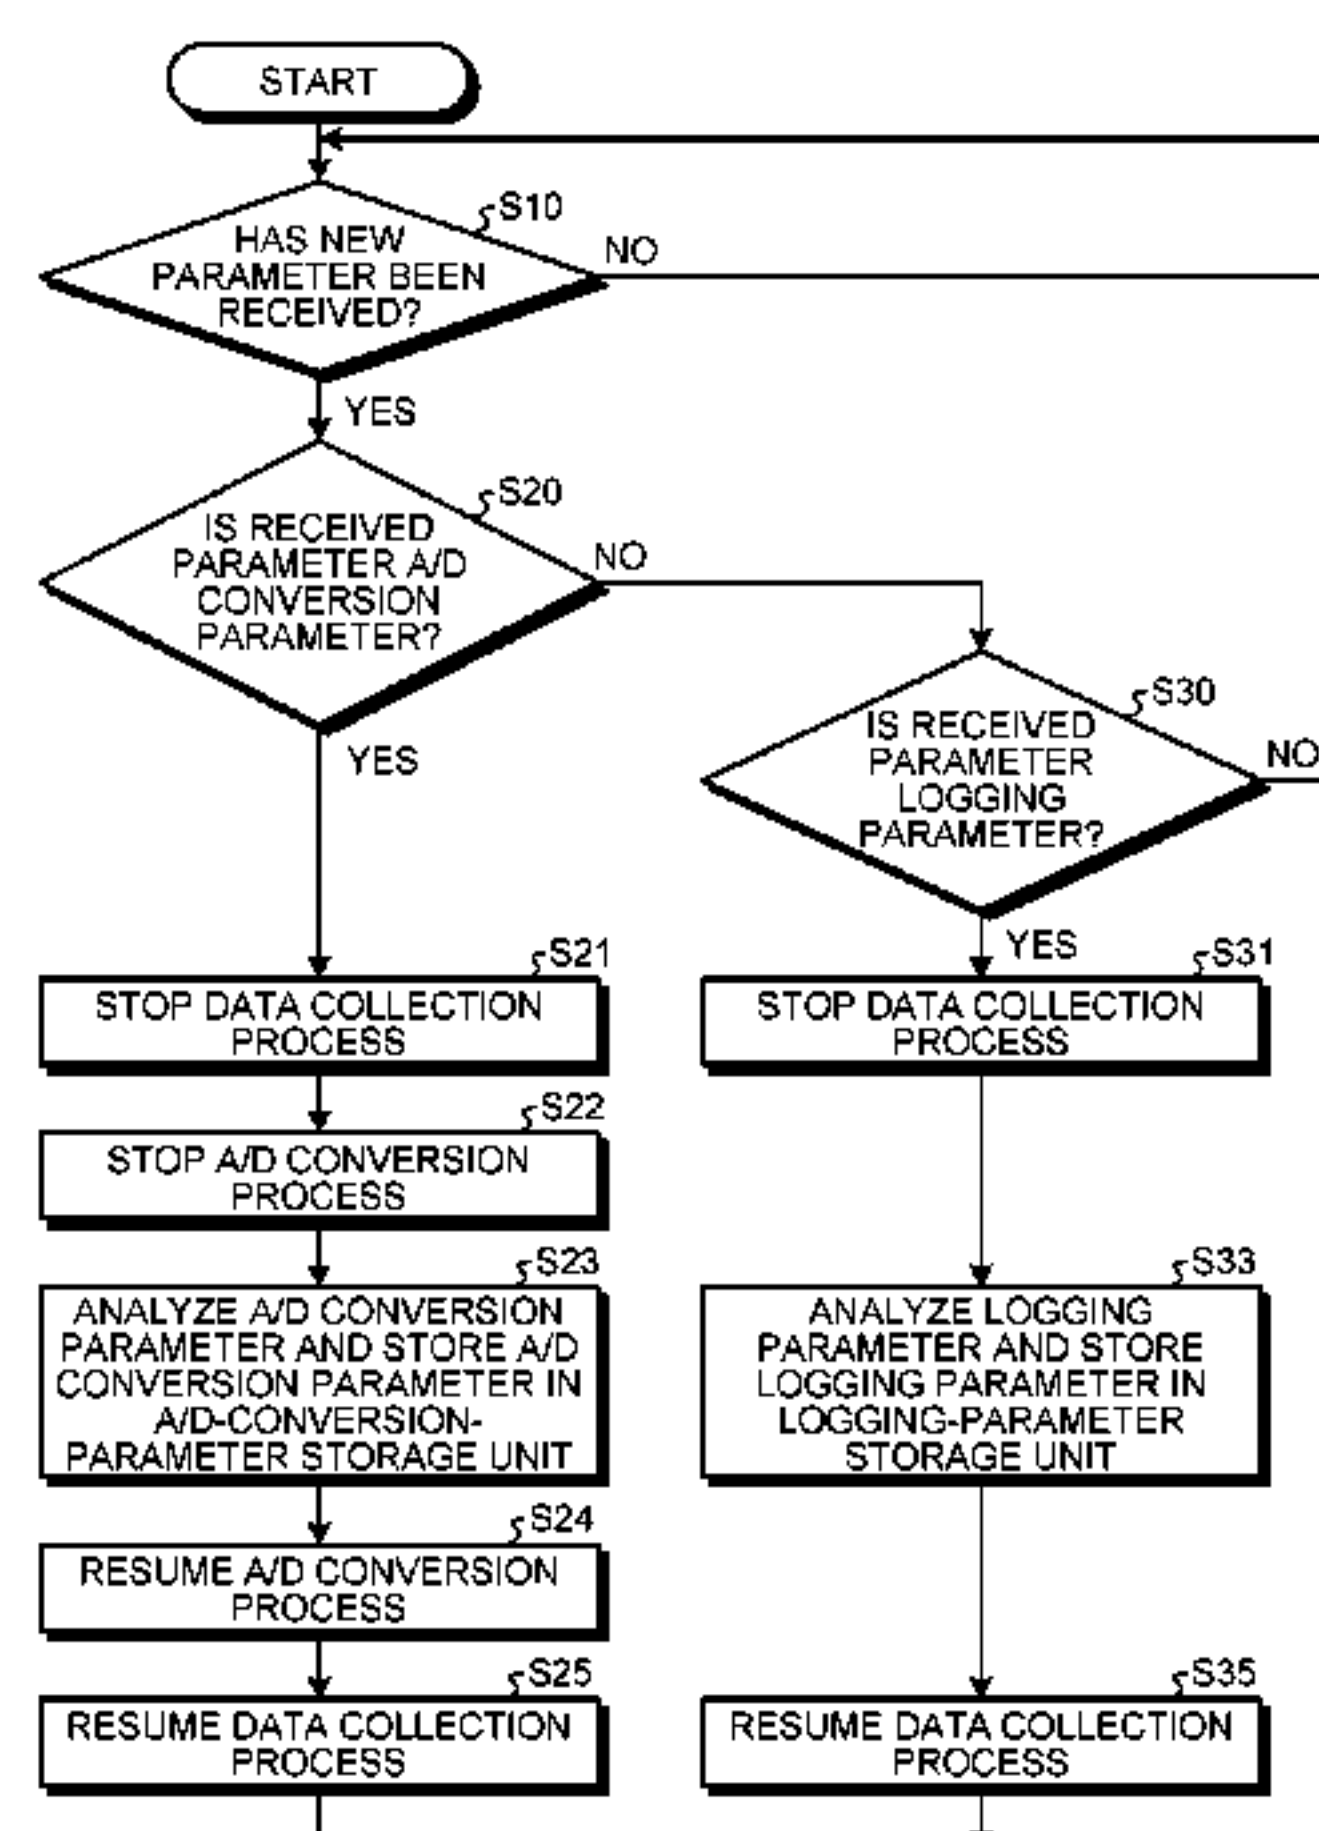 START
S10
HAS NEW
PARAMETER BEEN
RECEIVED?
NO
YES
S20
IS RECEIVED
PARAMETER A/D
CONVERSION
PARAMETER?
NO
YES
S30
IS RECEIVED
PARAMETER
LOGGING
PARAMETER?
NO
YES
S21
STOP DATA COLLECTION
PROCESS
S22
STOP A/D CONVERSION
PROCESS
S23
ANALYZE A/D CONVERSION
PARAMETER AND STORE A/D
CONVERSION PARAMETER IN
A/D-CONVERSION-
PARAMETER STORAGE UNIT
S24
RESUME A/D CONVERSION
PROCESS
S25
RESUME DATA COLLECTION
PROCESS
S31
STOP DATA COLLECTION
PROCESS
S33
ANALYZE LOGGING
PARAMETER AND STORE
LOGGING PARAMETER IN
LOGGING-PARAMETER
STORAGE UNIT
S35
RESUME DATA COLLECTION
PROCESS